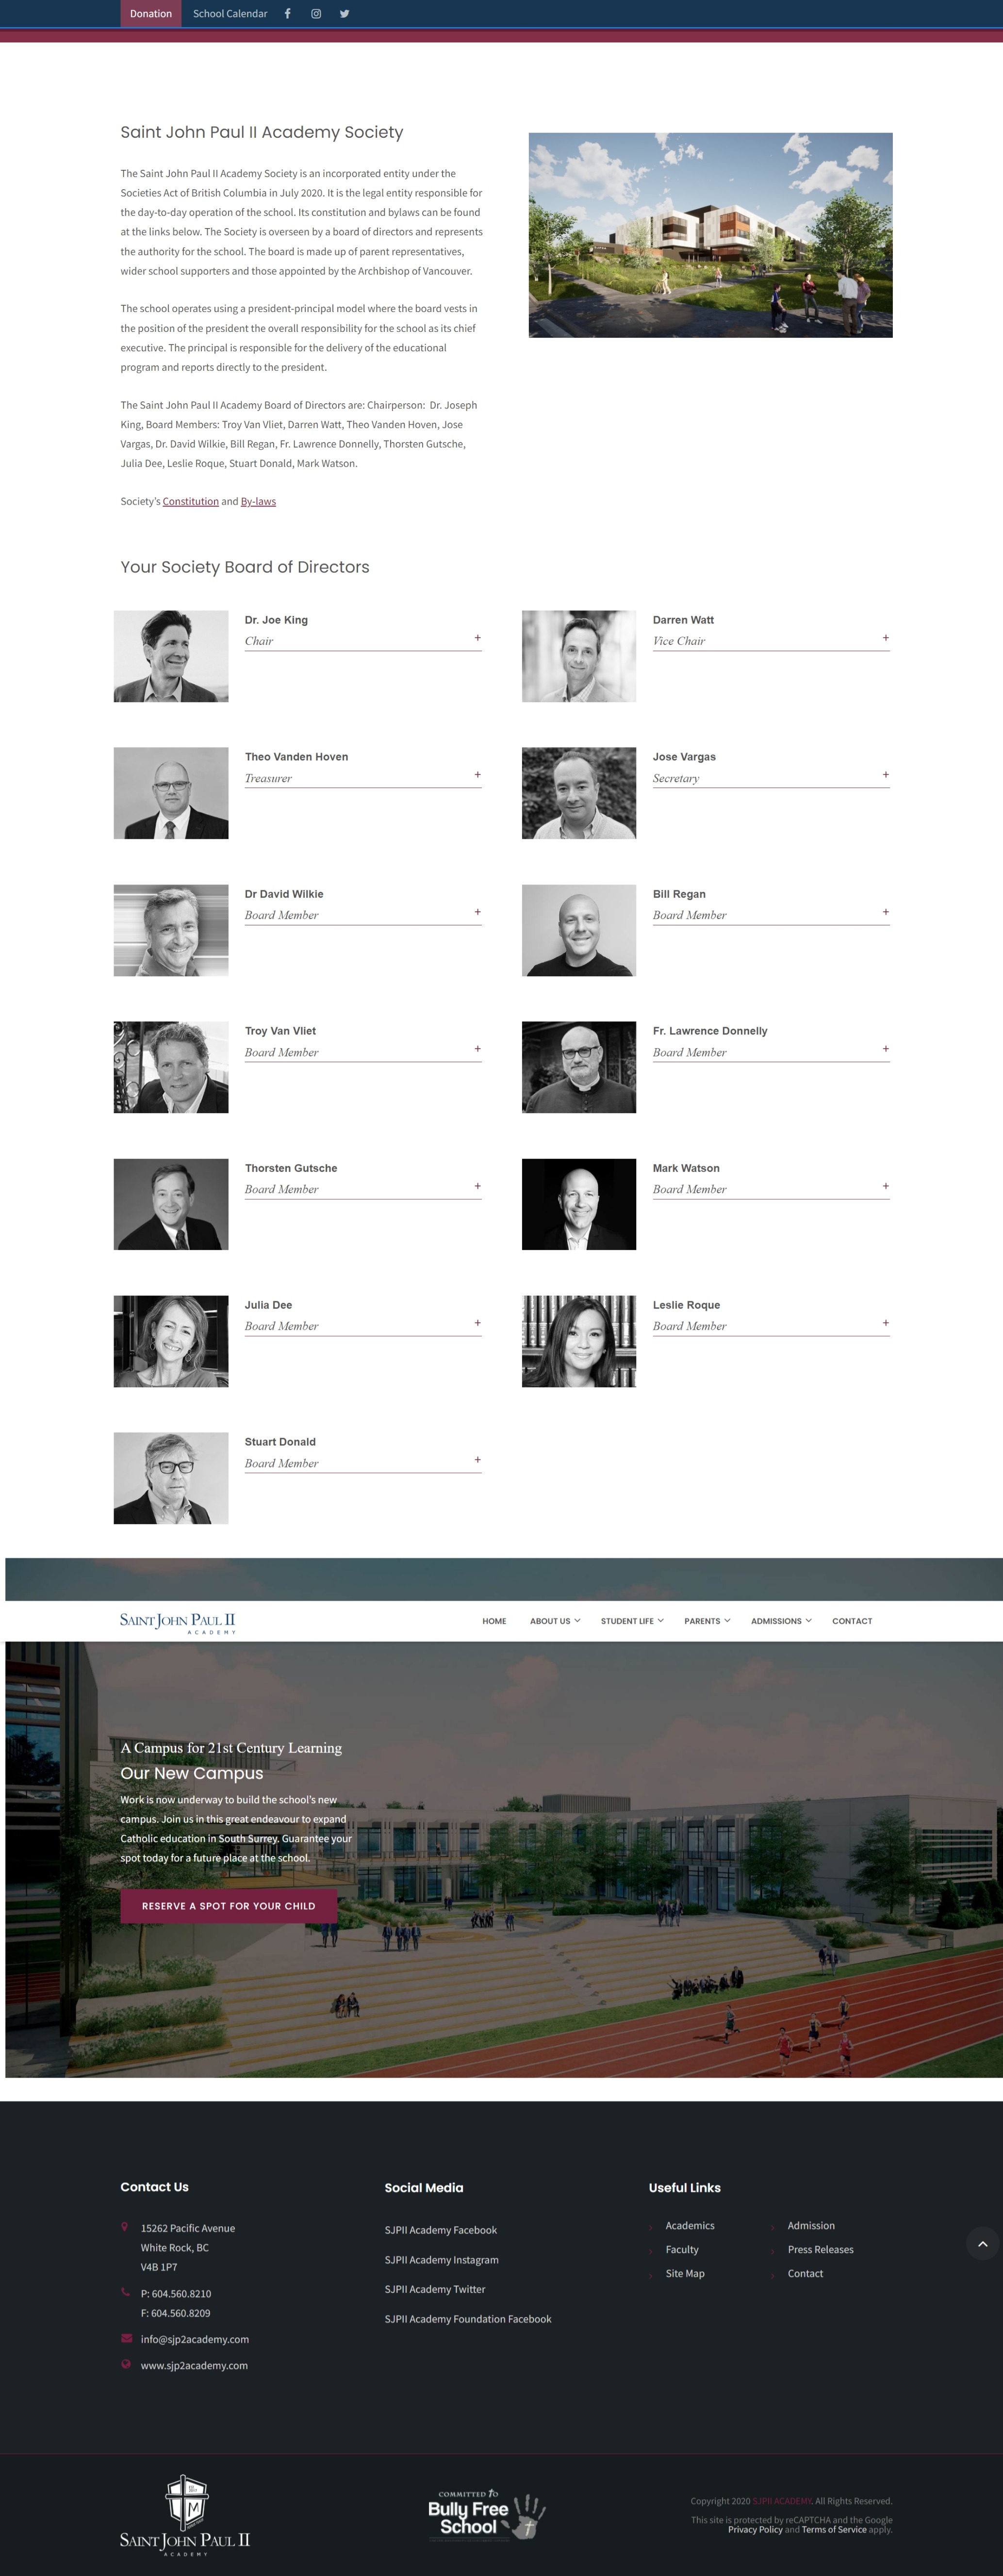 Donation School Calendar
Saint John Paul II Academy Society
The Saint John Paul II Academy Society is an incorporated entity under the
Societies Act of British Columbia in July 2020. It is the legal entity responsible for
the day-to-day operation of the school. Its constitution and bylaws can be found
at the links below. The Society is overseen by a board of directors and represents
the authority for the school. The board is made up of parent representatives,
wider school supporters and those appointed by the Archbishop of Vancouver.
The school operates using a president-principal model where the board vests in
the position of the president the overall responsibility for the school as its chief
executive. The principal is responsible for the delivery of the educational
program and reports directly to the president.
The Saint John Paul II Academy Board of Directors are: Chairperson: Dr. Joseph
King, Board Members: Troy Van Vliet, Darren Watt, Theo Vanden Hoven, Jose
Vargas, Dr. David Wilkie, Bill Regan, Fr. Lawrence Donnelly, Thorsten Gutsche,
Julia Dee, Leslie Roque, Stuart Donald, Mark Watson.
Society's Constitution and By-laws
Your Society Board of Directors
Dr. Joe King
Chair +
Darren Watt
Vice Chair +
Theo Vanden Hoven
Treasurer +
Jose Vargas
Secretary +
Dr David Wilkie
Board Member +
Bill Regan
Board Member +
Troy Van Vliet
Board Member +
Fr. Lawrence Donnelly
Board Member +
Thorsten Gutsche
Board Member +
Mark Watson
Board Member +
Julia Dee
Board Member +
Leslie Roque
Board Member +
Stuart Donald
Board Member +
SAINT JOHN PAUL II
ACADEMY
HOME ABOUT US STUDENT LIFE PARENTS ADMISSIONS CONTACT
A Campus for 21st Century Learning
Our New Campus
Work is now underway to build the school's new
campus. Join us in this great endeavour to expand
Catholic education in South Surrey. Guarantee your
spot today for a future place at the school.
RESERVE A SPOT FOR YOUR CHILD
Contact Us
15262 Pacific Avenue
White Rock, BC
V4B 1P7
P: 604.560.8210
F: 604.560.8209
info@sjp2academy.com
www.sjp2academy.com
Social Media
SJPII Academy Facebook
SJPII Academy Instagram
SJPII Academy Twitter
SJPII Academy Foundation Facebook
Useful Links
Academics
Faculty
Site Map
Admission
Press Releases
Contact
M
SAINT JOHN PAUL II
ACADEMY
COMMITTED TO
Bully Free
School
Copyright 2020 SJPII ACADEMY. All Rights Reserved.
This site is protected by reCAPTCHA and the Google
Privacy Policy and Terms of Service apply.